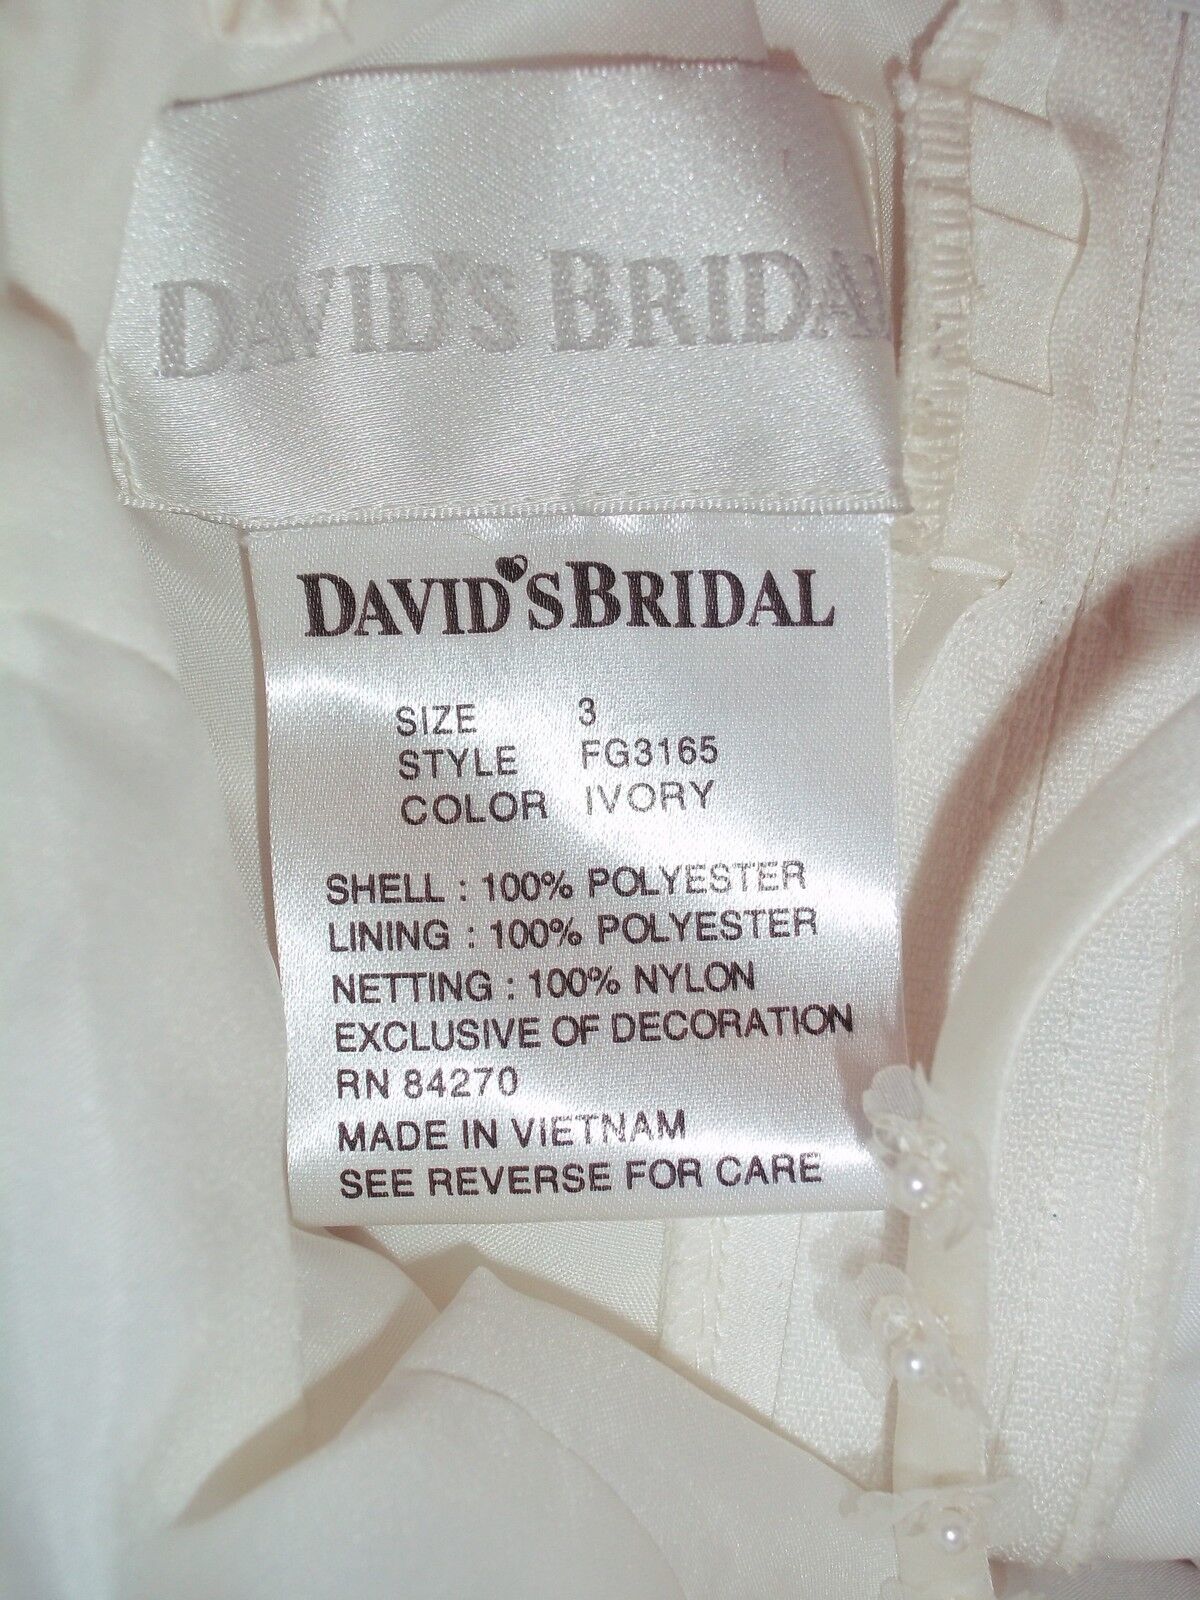 DAVID'S BRIDAL
DAVID'S BRIDAL
SIZE 3
STYLE FG3165
COLOR IVORY
SHELL : 100% POLYESTER
LINING : 100% POLYESTER
NETTING : 100% NYLON
EXCLUSIVE OF DECORATION
RN 84270
MADE IN VIETNAM
SEE REVERSE FOR CARE